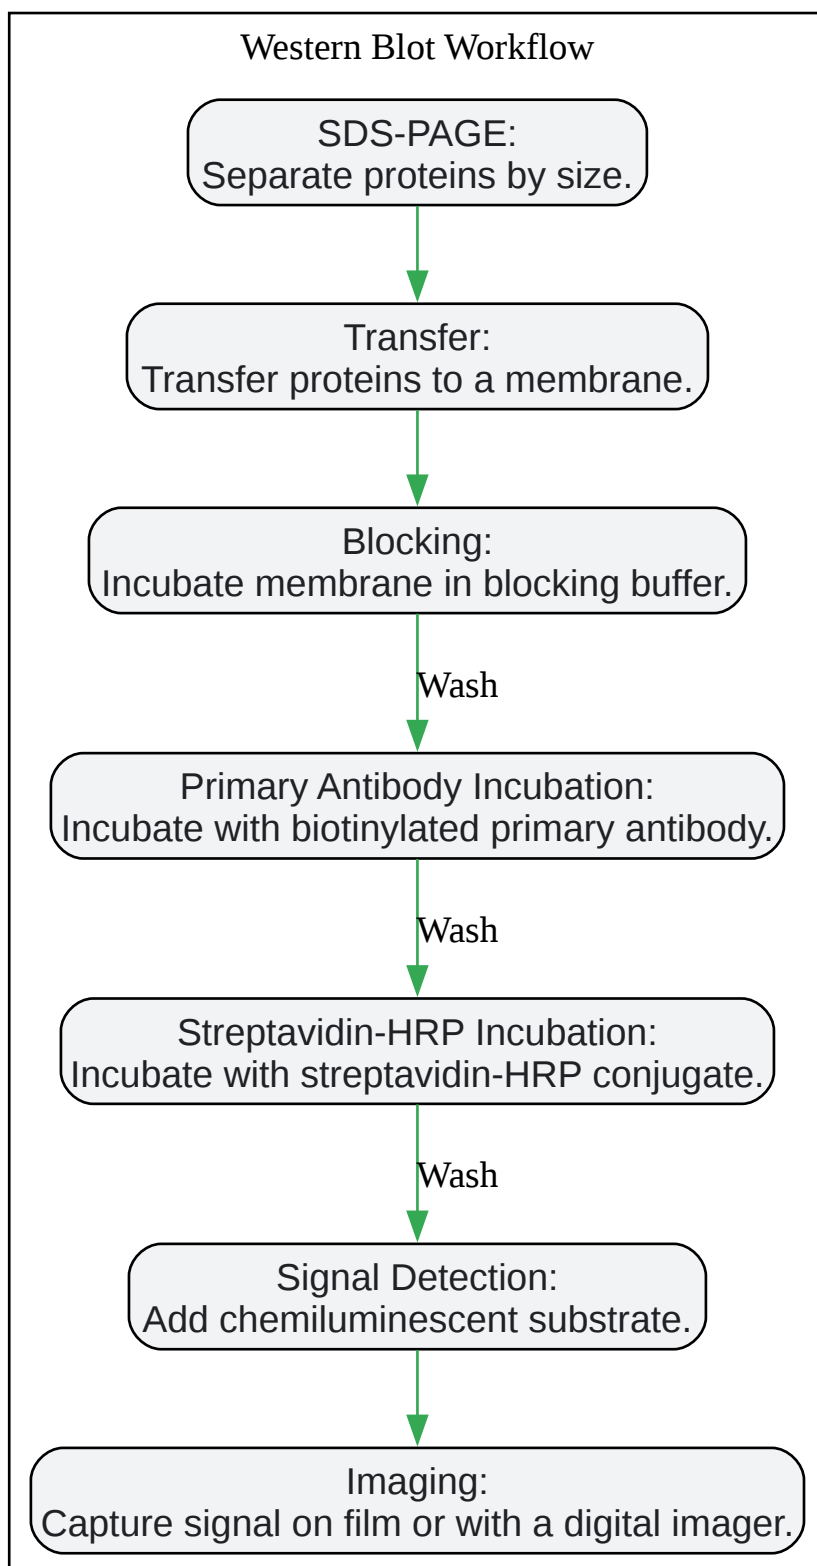 Western Blot Workflow
SDS-PAGE:
Separate proteins by size.
Transfer:
Transfer proteins to a membrane.
Blocking:
Incubate membrane in blocking buffer.
Wash
Primary Antibody Incubation:
Incubate with biotinylated primary antibody.
Wash
Streptavidin-HRP Incubation:
Incubate with streptavidin-HRP conjugate.
Wash
Signal Detection:
Add chemiluminescent substrate.
Imaging:
Capture signal on film or with a digital imager.